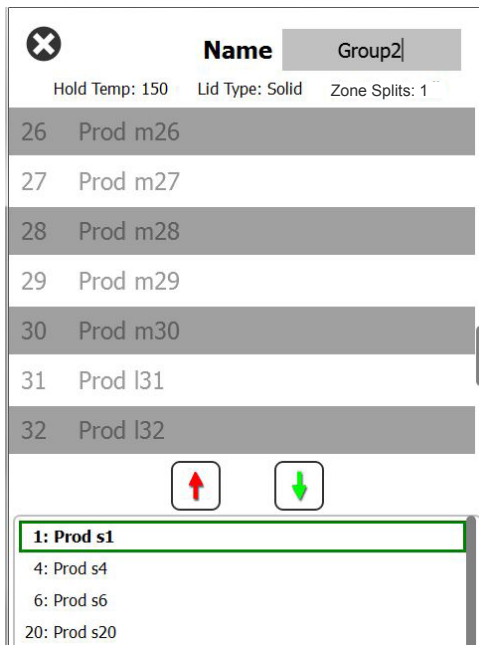 Name Group2
Hold Temp: 150 Lid Type: Solid Zone Splits: 1
26 Prod m26
27 Prod m27
28 Prod m28
29 Prod m29
30 Prod m30
31 Prod l31
32 Prod l32
1: Prod s1
4: Prod s4
6: Prod s6
20: Prod s20